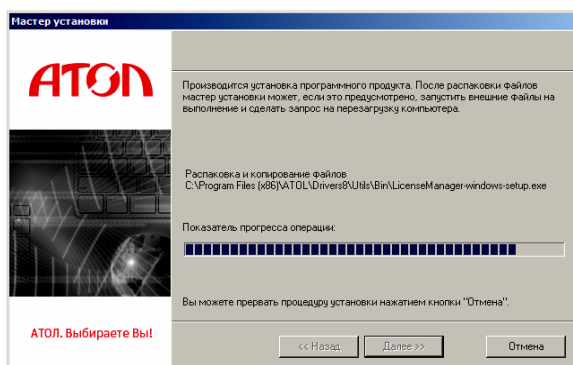 Мастер установки
АТОЛ
Производится установка программного продукта. После распаковки файлов
мастер установки может, если это предусмотрено, запустить внешние файлы на
выполнение и сделать запрос на перезагрузку компьютера.
Распаковка и копирование файлов
C:\Program Files (x86)\ATOL\Drivers8\Utils\Bin\LicenseManager-windows-setup.exe
Показатель прогресса операции:
Вы можете прервать процедуру установки нажатием кнопки "Отмена".
АТОЛ. Выбираете Вы!
<< Назад
Далее >>
Отмена